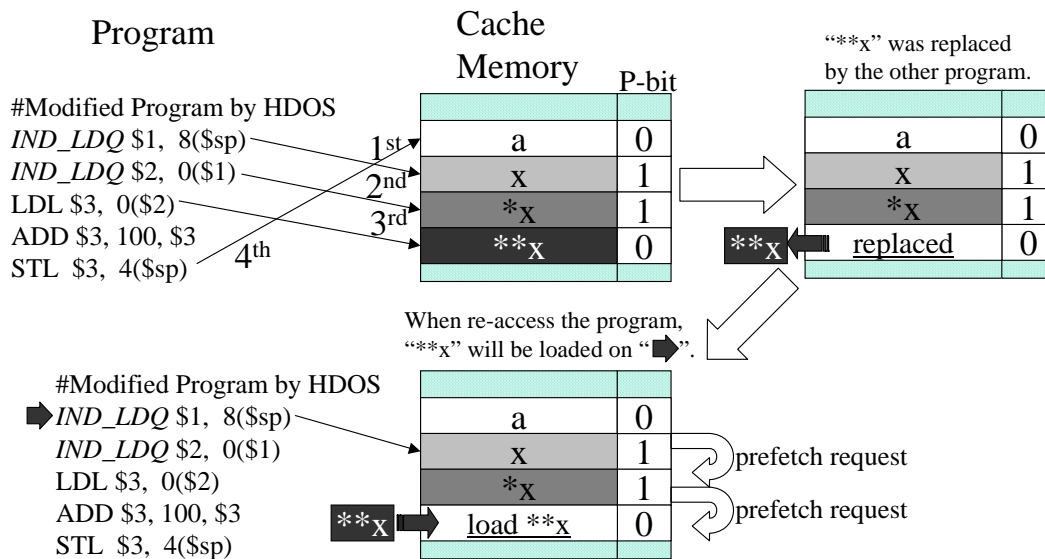 Program
Cache
Memory
P-bit
#Modified Program by HDOS
IND_LDQ $1, 8($sp)
IND_LDQ $2, 0($1)
LDL $3, 0($2)
ADD $3, 100, $3
STL $3, 4($sp)
1st
2nd
3rd
4th
a 0
x 1
*x 1
**x 0
“**x” was replaced
by the other program.
a 0
x 1
*x 1
**x replaced 0
When re-access the program,
“**x” will be loaded on “ ”.
#Modified Program by HDOS
IND_LDQ $1, 8($sp)
IND_LDQ $2, 0($1)
LDL $3, 0($2)
ADD $3, 100, $3
STL $3, 4($sp)
a 0
x 1
*x 1
**x load **x 0
prefetch request
prefetch request